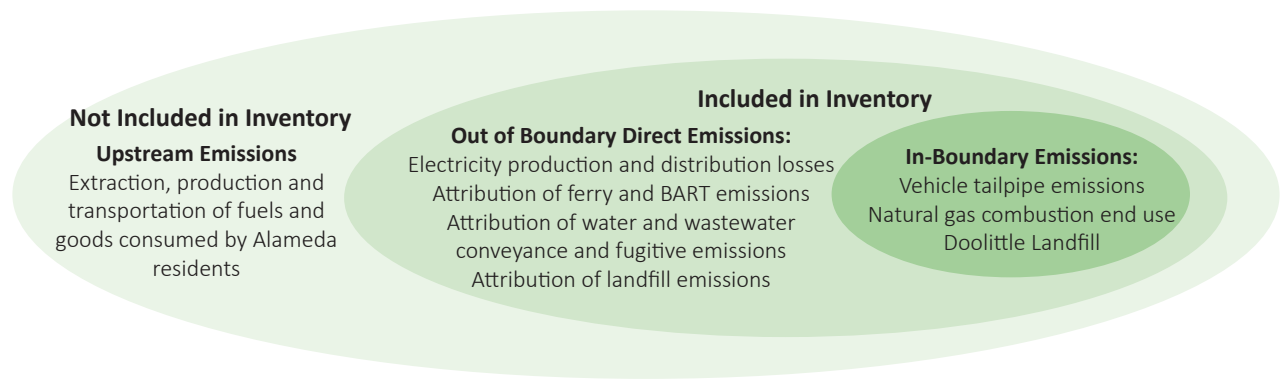 Not Included in Inventory
Upstream Emissions
Extraction, production and
transportation of fuels and
goods consumed by Alameda
residents
Included in Inventory
Out of Boundary Direct Emissions:
Electricity production and distribution losses
Attribution of ferry and BART emissions
Attribution of water and wastewater
conveyance and fugitive emissions
Attribution of landfill emissions
In-Boundary Emissions:
Vehicle tailpipe emissions
Natural gas combustion end use
Doolittle Landfill